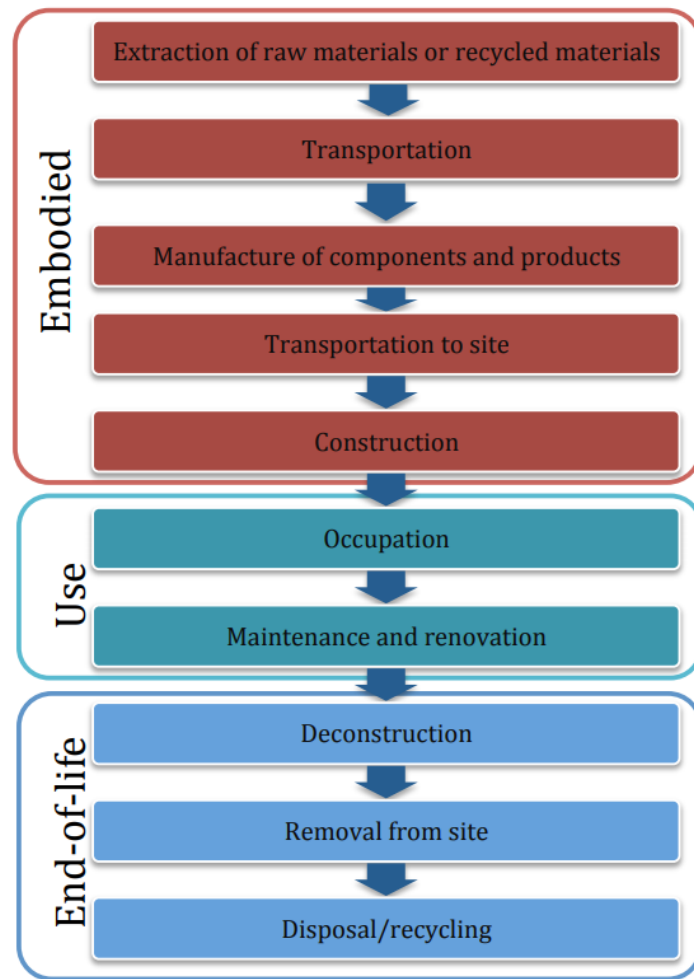 Embodied
Extraction of raw materials or recycled materials
Transportation
Manufacture of components and products
Transportation to site
Construction
Use
Occupation
Maintenance and renovation
End-of-life
Deconstruction
Removal from site
Disposal/recycling